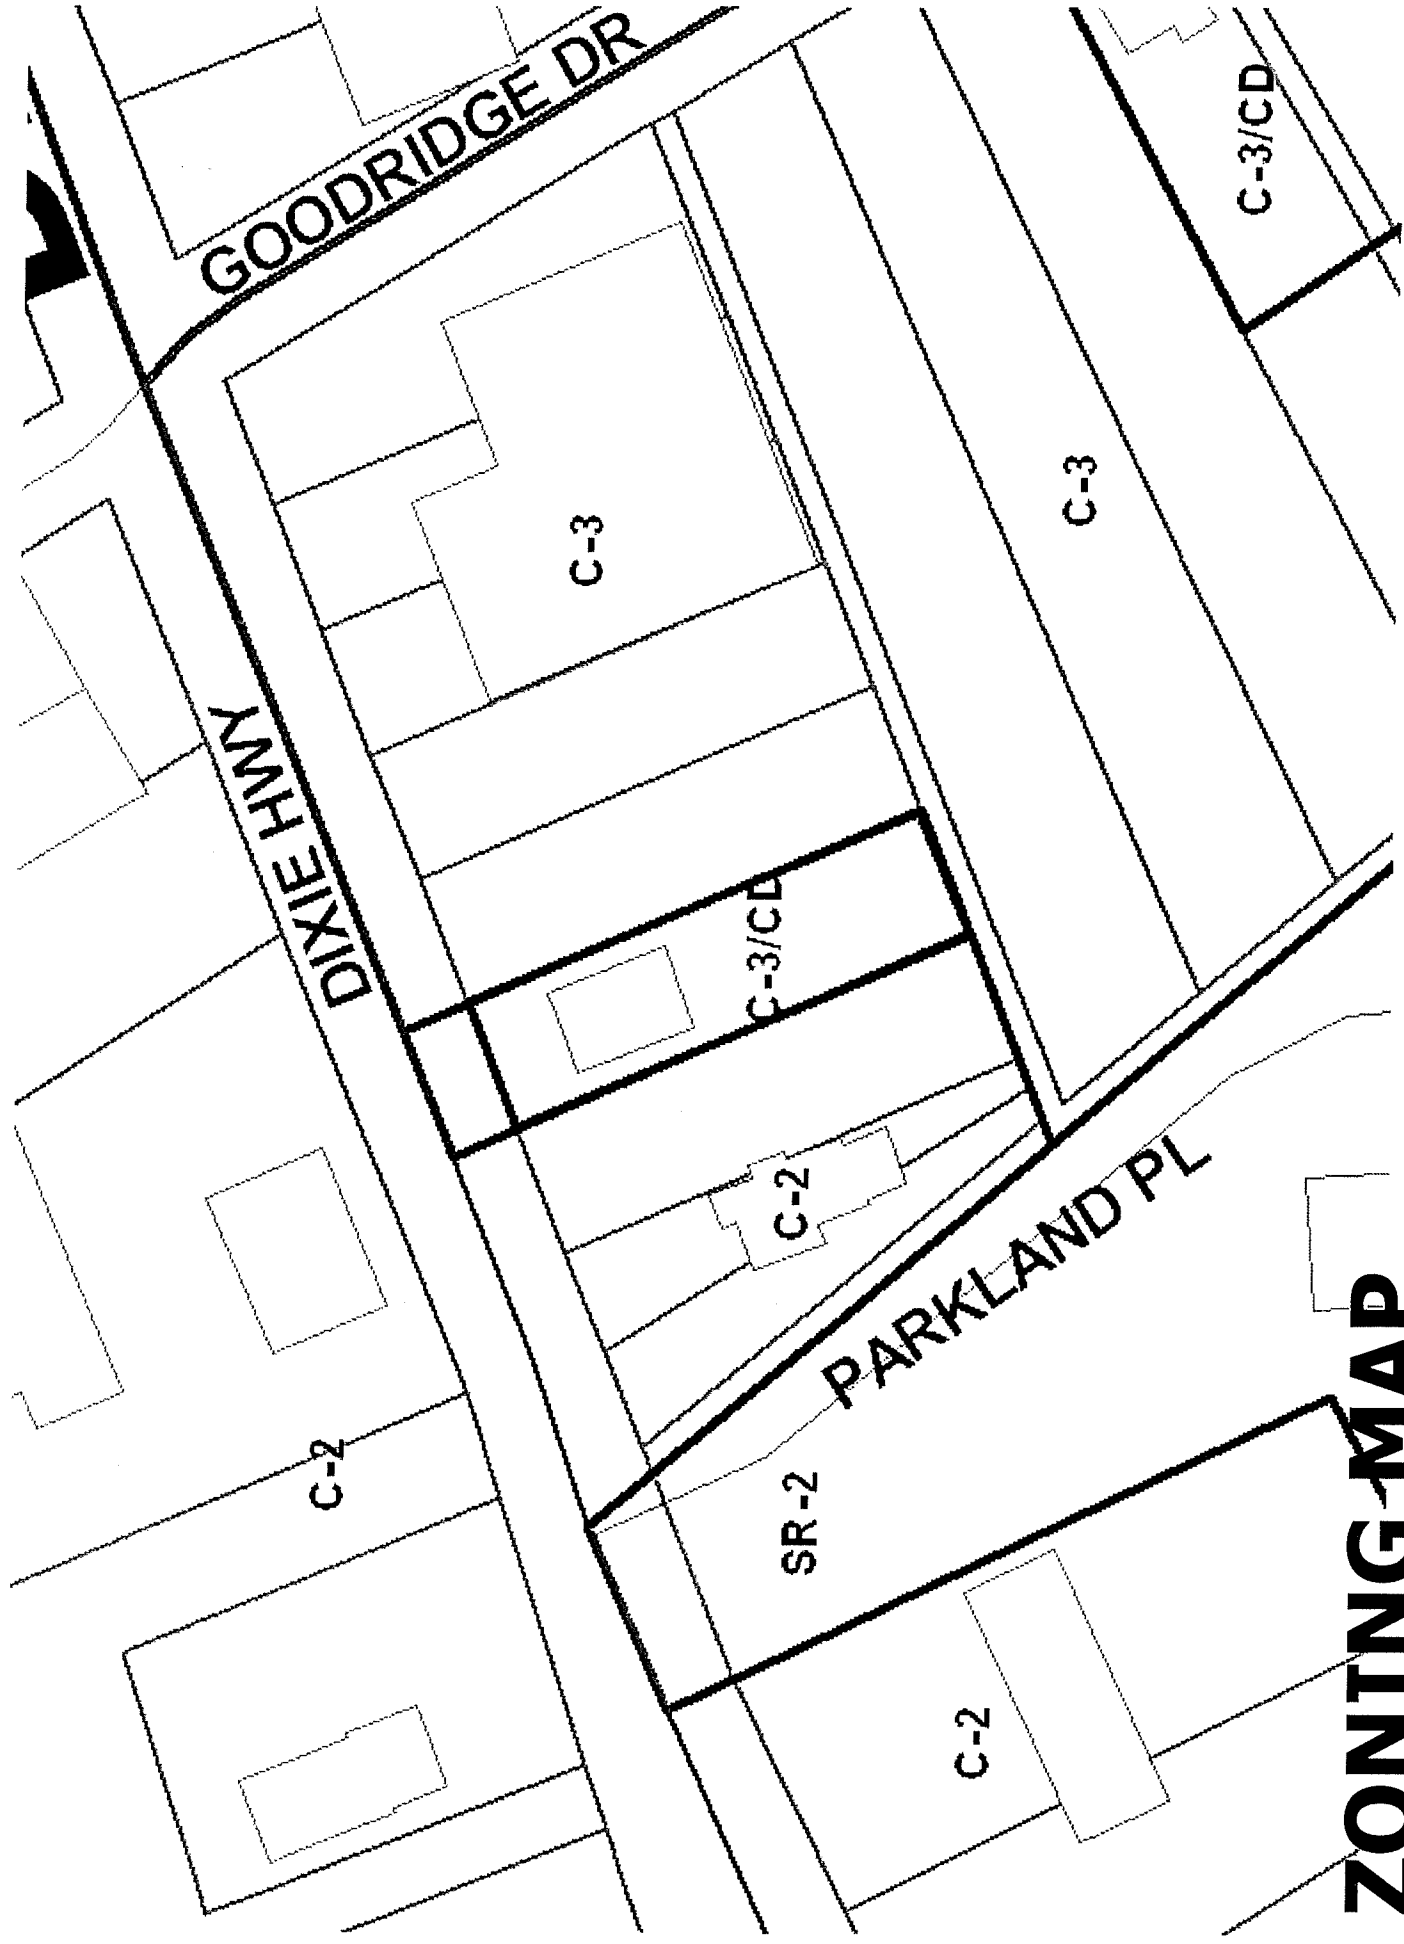 GOODRIDGE DR
C-3/CD
C-3
C-3
DIXIE HWY
C-3/CD
C-2
PARKLAND PL
C-2
SR-2
C-2
ZONING MAP